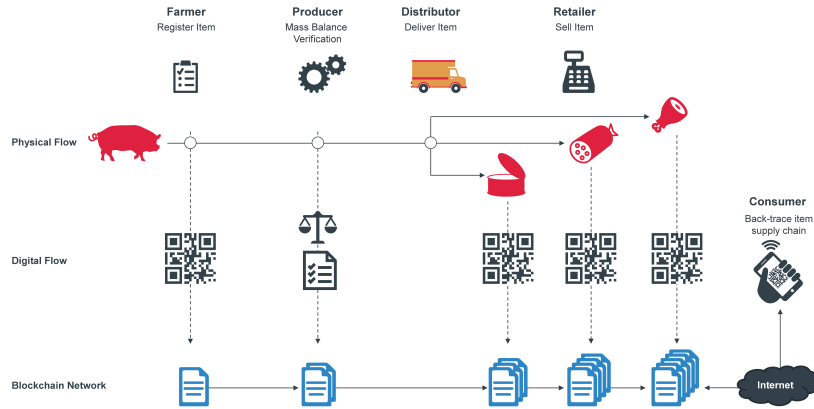 Farmer
Register Item
Producer
Mass Balance
Verification
Distributor
Deliver Item
Retailer
Sell Item
Physical Flow
Consumer
Back-trace item
supply chain
Digital Flow
Blockchain Network
Internet